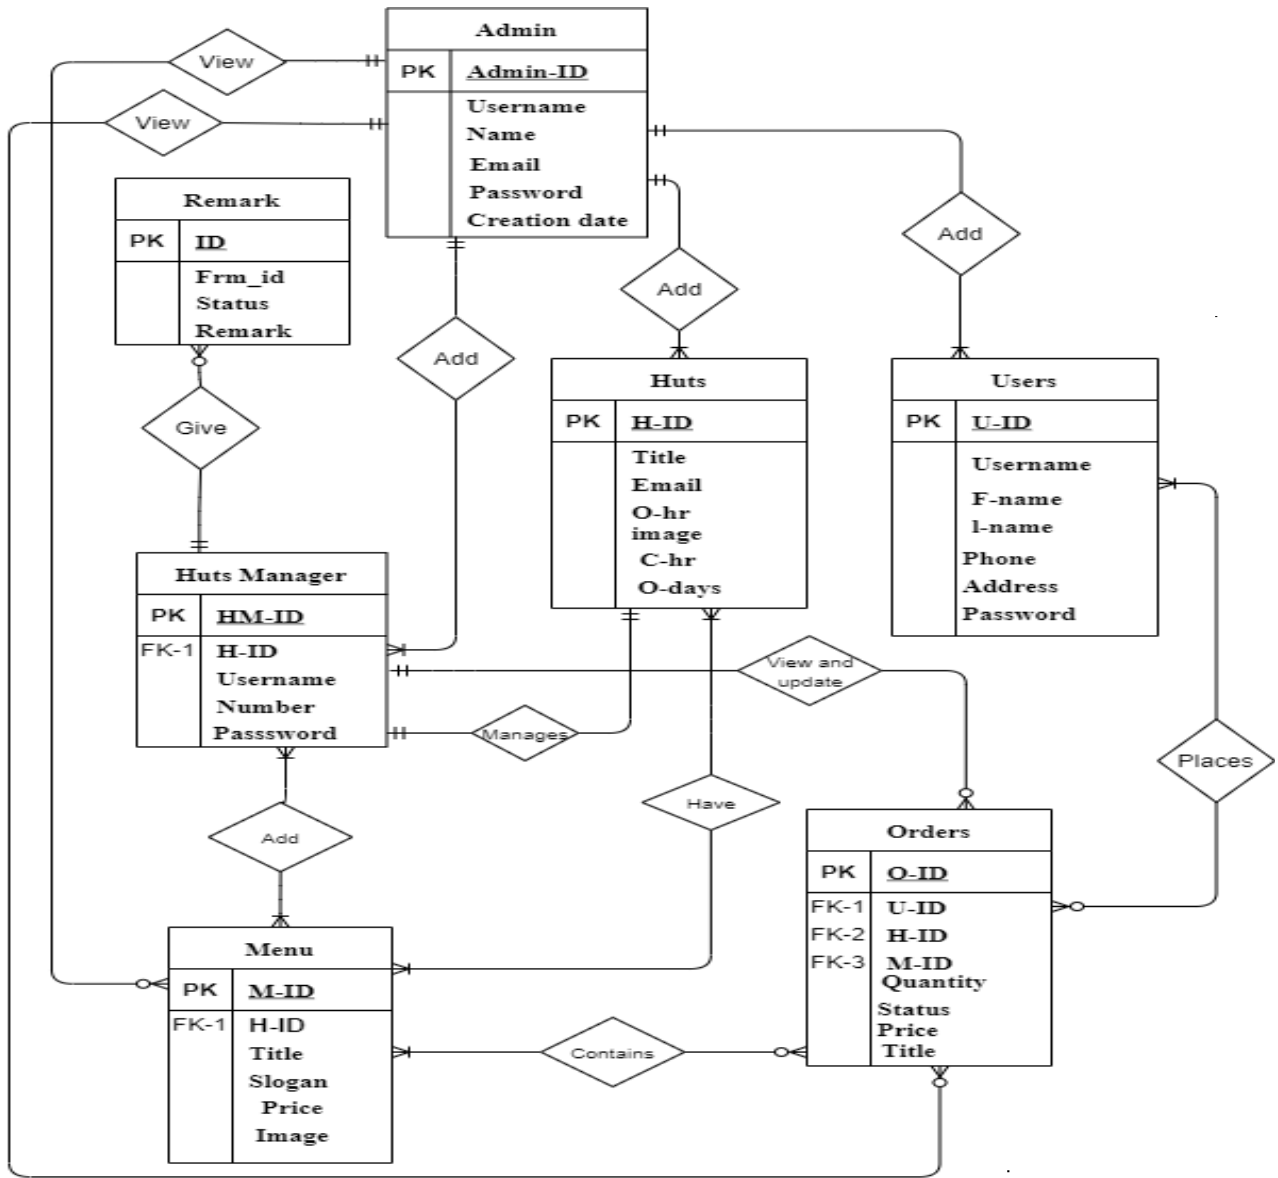 Admin
PK Admin-ID
Username
Name
Email
Password
Creation date
View
View
Remark
PK ID
Frm_id
Status
Remark
Add
Add
Add
Give
Huts
PK H-ID
Title
Email
O-hr
image
C-hr
O-days
Users
PK U-ID
Username
F-name
l-name
Phone
Address
Password
Huts Manager
PK HM-ID
FK-1 H-ID
Username
Number
Passsword
View and
update
Manages
Places
Have
Add
Orders
PK O-ID
FK-1 U-ID
FK-2 H-ID
FK-3 M-ID
Quantity
Status
Price
Title
Menu
PK M-ID
FK-1 H-ID
Title
Slogan
Price
Image
Contains